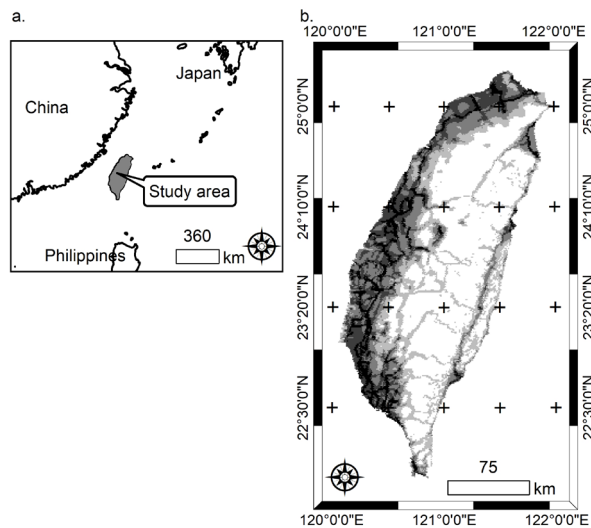 a.
China
Japan
Study area
Philippines
360
km
b.
120°0'0"E
121°0'0"E
122°0'0"E
25°0'0"N
24°10'0"N
23°20'0"N
22°30'0"N
25°0'0"N
24°10'0"N
23°20'0"N
22°30'0"N
75
km
120°0'0"E
121°0'0"E
122°0'0"E